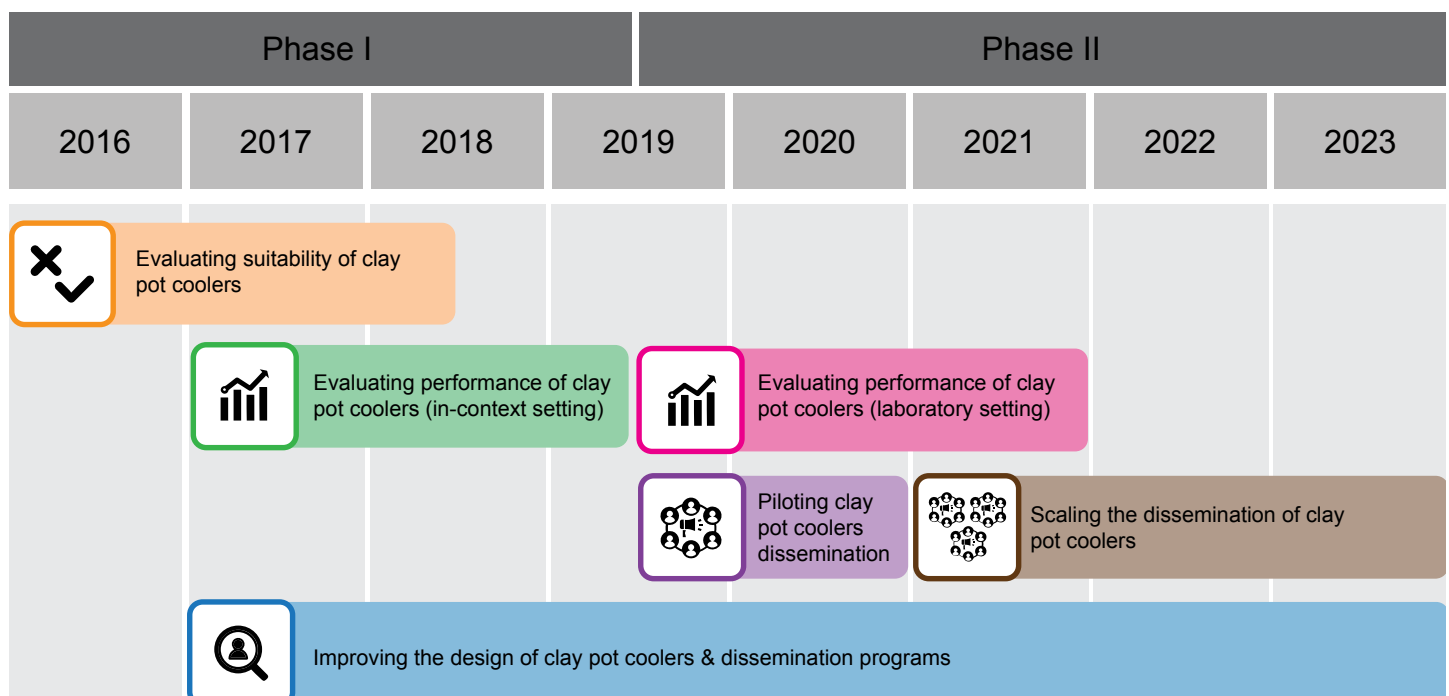 Phase I
Phase II
2016
2017
2018
2019
2020
2021
2022
2023
Evaluating suitability of clay
pot coolers
Evaluating performance of clay
pot coolers (in-context setting)
Evaluating performance of clay
pot coolers (laboratory setting)
Piloting clay
pot coolers
dissemination
Scaling the dissemination of clay
pot coolers
Improving the design of clay pot coolers & dissemination programs